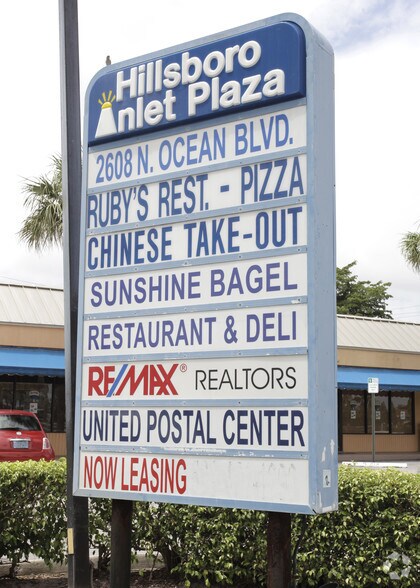 Hillsboro
Inlet Plaza
2608 N. OCEAN BLVD.
RUBY'S REST. - PIZZA
CHINESE TAKE-OUT
SUNSHINE BAGEL
RESTAURANT & DELI
RE/MAX® REALTORS
UNITED POSTAL CENTER
NOW LEASING